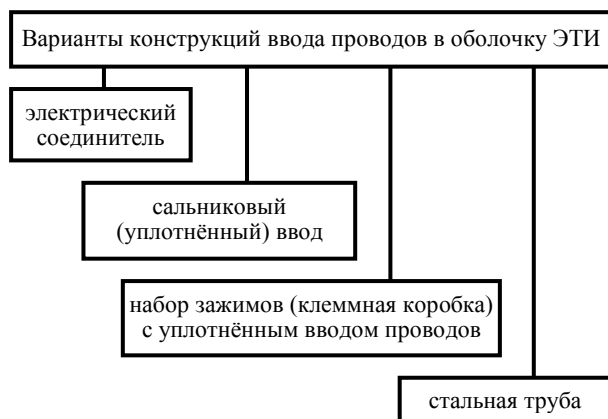 Варианты конструкций ввода проводов в оболочку ЭТИ
электрический
соединитель
сальниковый
(уплотнённый) ввод
набор зажимов (клеммная коробка)
с уплотнённым вводом проводов
стальная труба